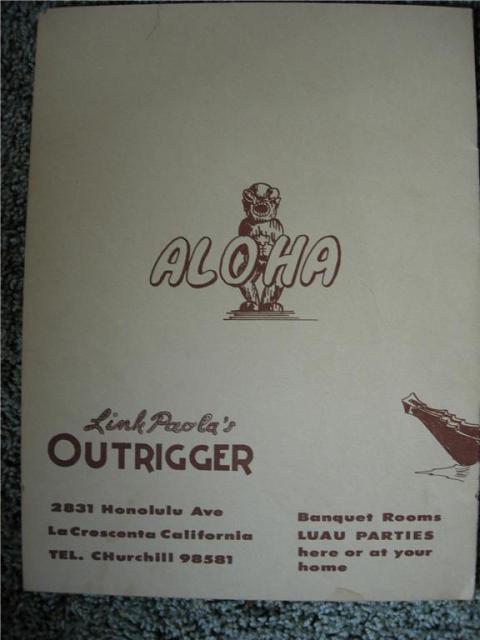 ALOHA
Link Paola's
OUTRIGGER
2831 Honolulu Ave
LaCrescenta California
TEL. CHurchill 98581
Banquet Rooms
LUAU PARTIES
here or at your
home